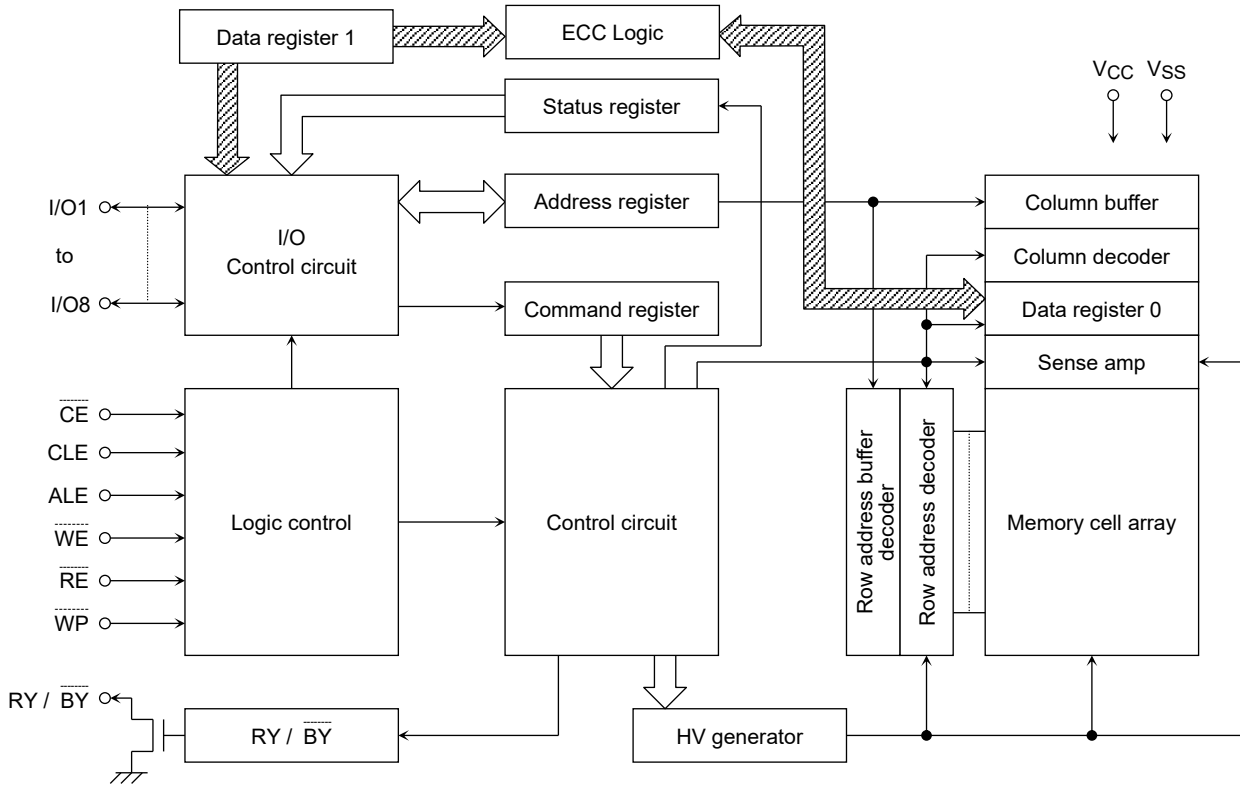 Data register 1
ECC Logic
Status register
VCC
VSS
I/O1
to
I/O8
I/O
Control circuit
Address register
Column buffer
Column decoder
Command register
Data register 0
Sense amp
CE
CLE
ALE
WE
RE
WP
Logic control
Control circuit
Row address buffer
decoder
Row address decoder
Memory cell array
RY / BY
RY / BY
HV generator